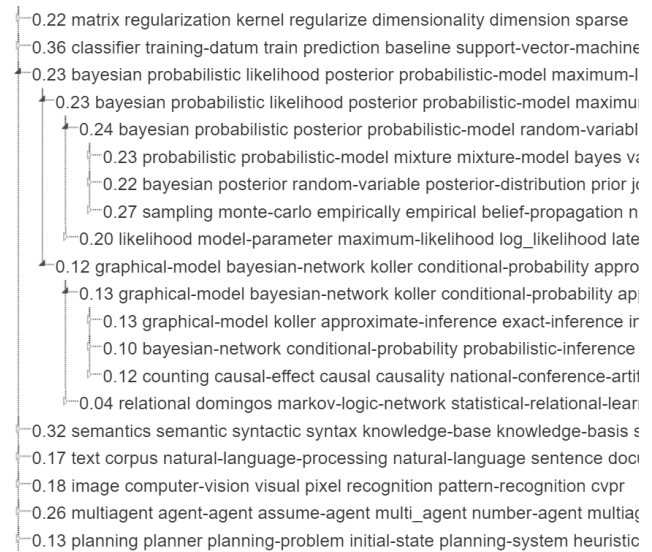 0.22 matrix regularization kernel regularize dimensionality dimension sparse
0.36 classifier training-datum train prediction baseline support-vector-machine
0.23 bayesian probabilistic likelihood posterior probabilistic-model maximum-l
0.23 bayesian probabilistic likelihood posterior probabilistic-model maximu
0.24 bayesian probabilistic posterior probabilistic-model random-variabl
0.23 probabilistic probabilistic-model mixture mixture-model bayes va
0.22 bayesian posterior random-variable posterior-distribution prior jo
0.27 sampling monte-carlo empirically empirical belief-propagation n
0.20 likelihood model-parameter maximum-likelihood log_likelihood late
0.12 graphical-model bayesian-network koller conditional-probability appro
0.13 graphical-model bayesian-network koller conditional-probability ap
0.13 graphical-model koller approximate-inference exact-inference in
0.10 bayesian-network conditional-probability probabilistic-inference
0.12 counting causal-effect causal causality national-conference-artif
0.04 relational domingos markov-logic-network statistical-relational-lear
0.32 semantics semantic syntactic syntax knowledge-base knowledge-basis s
0.17 text corpus natural-language-processing natural-language sentence docu
0.18 image computer-vision visual pixel recognition pattern-recognition cvpr
0.26 multiagent agent-agent assume-agent multi_agent number-agent multiag
0.13 planning planner planning-problem initial-state planning-system heuristic